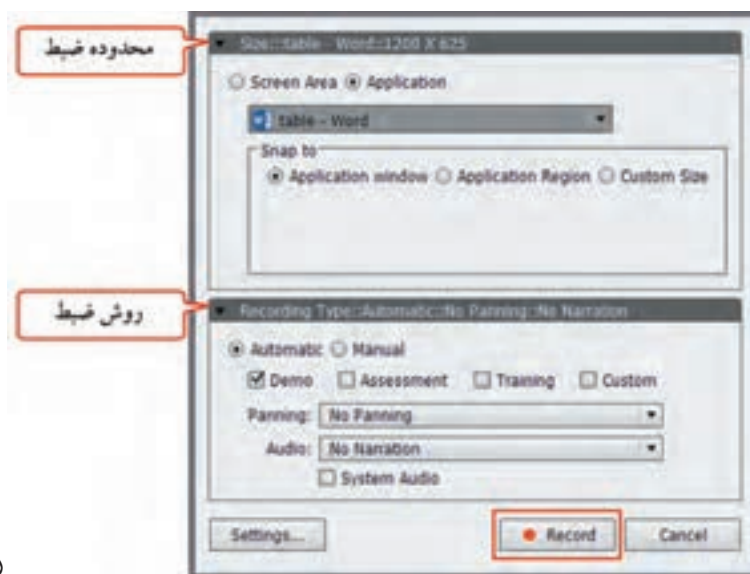 محدوده ضبط
Size::table - Word::1200 X 625
Screen Area Application
table - Word
Snap to
Application window Application Region Custom Size
روش ضبط
Recording Type::Automatic::No Panning::No Narration
Automatic Manual
Demo Assessment Training Custom
Panning: No Panning
Audio: No Narration
System Audio
Settings... Record Cancel